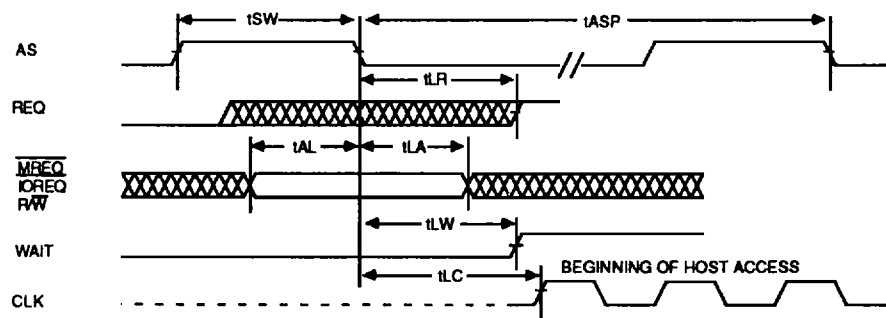 tSW
tASP
AS
tLR
REQ
tAL
tLA
MREQ
IOREQ
R/W
tLW
WAIT
BEGINNING OF HOST ACCESS
tLC
CLK